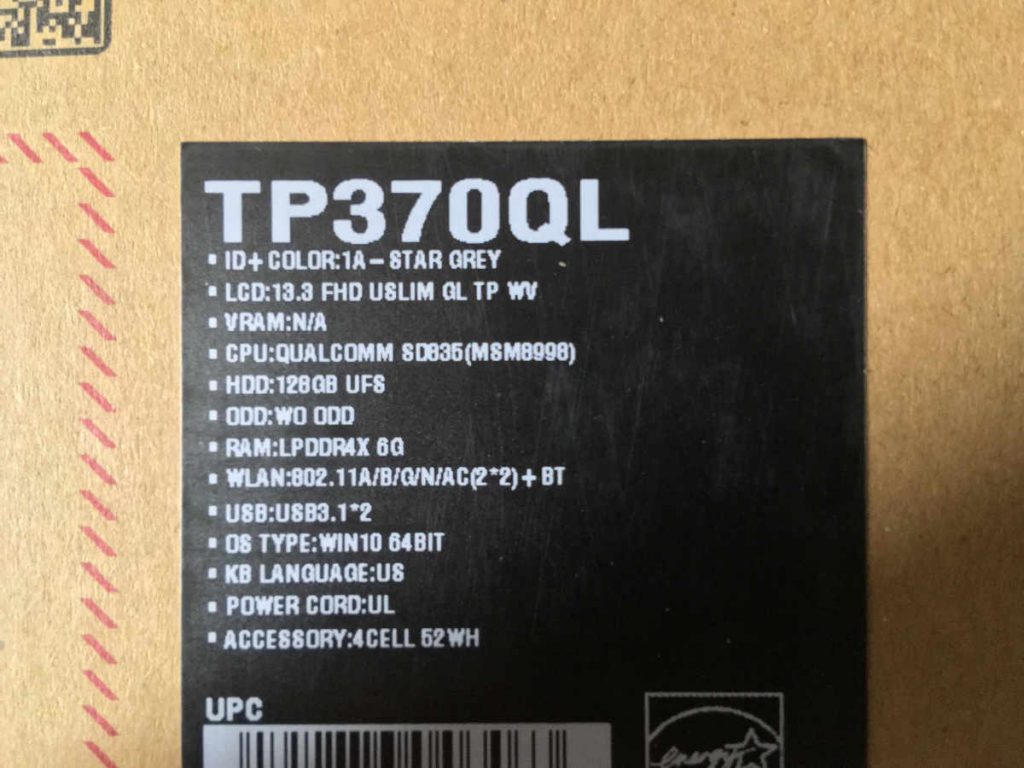 TP370QL
▪ ID+ COLOR:1A – STAR GREY
▪ LCD:13.3 FHD USLIM GL TP WV
▪ VRAM:N/A
▪ CPU:QUALCOMM SD835(MSM8998)
▪ HDD:128GB UFS
▪ ODD:WO ODD
▪ RAM:LPDDR4X 6G
▪ WLAN:802.11A/B/G/N/AC(2*2)+ BT
▪ USB:USB3.1*2
▪ OS TYPE:WIN10 64BIT
▪ KB LANGUAGE:US
▪ POWER CORD:UL
▪ ACCESSORY:4CELL 52WH
UPC
energy